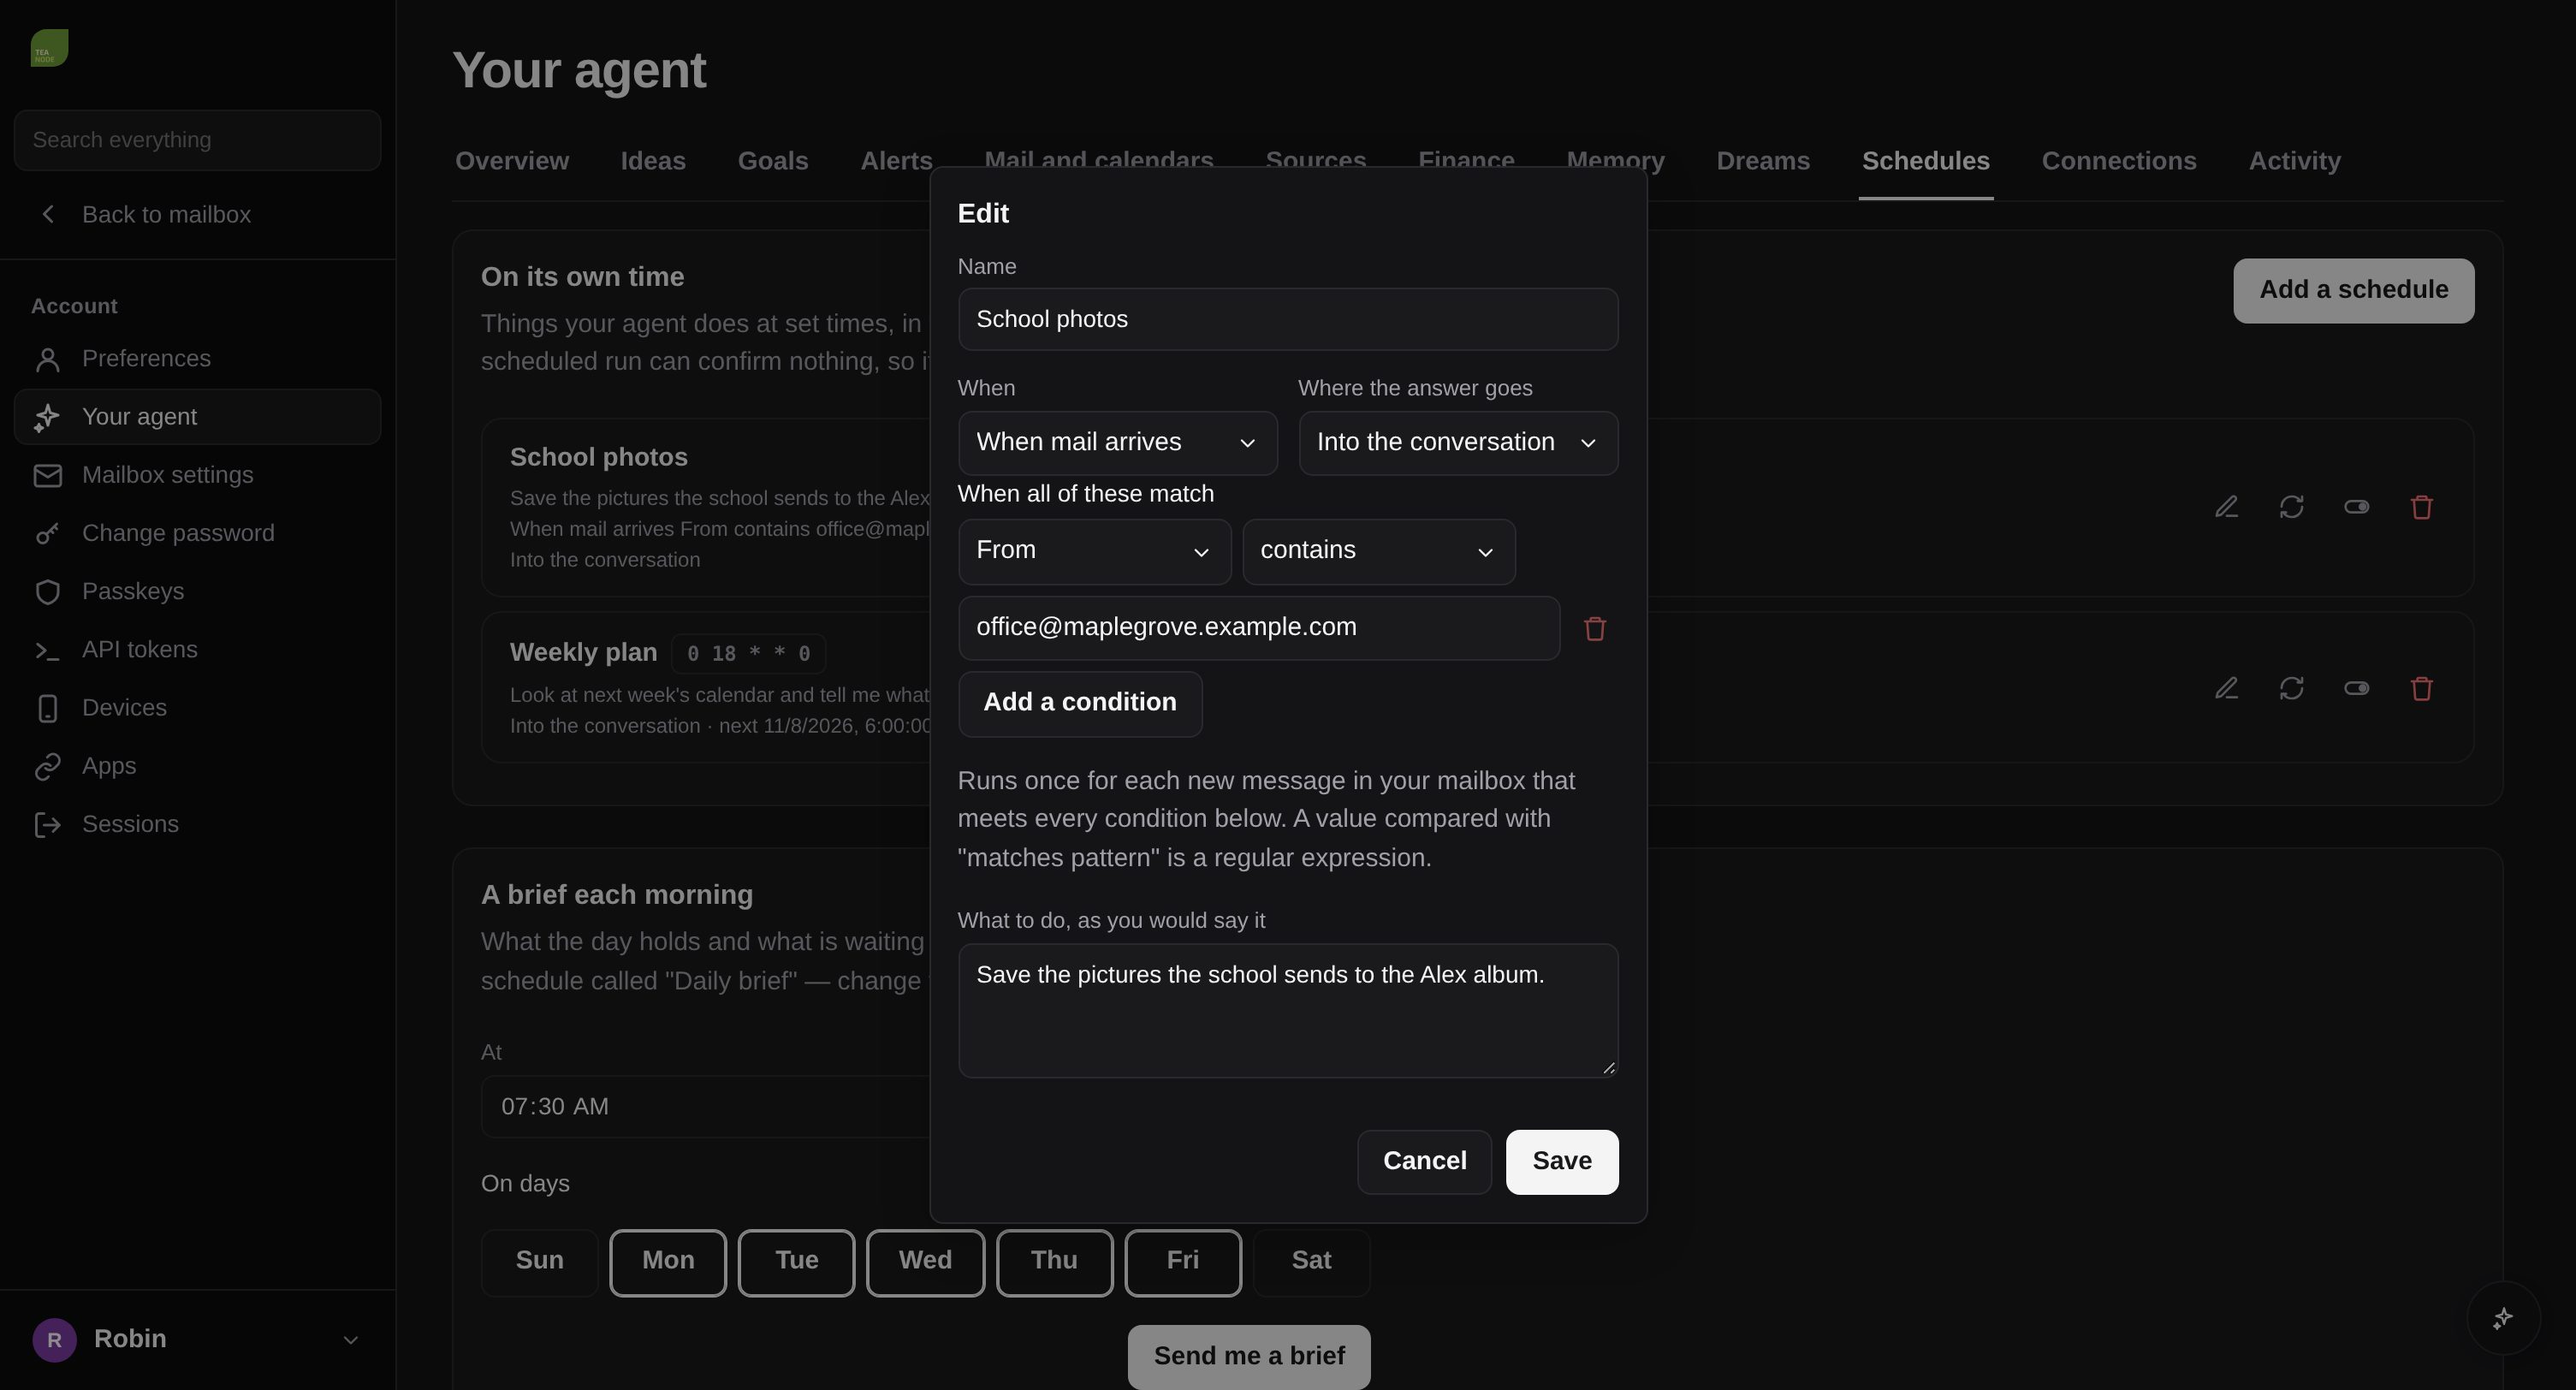 TEA
NODE
Search everything
Back to mailbox
Account
Preferences
Your agent
Mailbox settings
Change password
Passkeys
API tokens
Devices
Apps
Sessions
R Robin
Your agent
Overview Ideas Goals Alerts Mail and calendars Sources Finance Memory Dreams Schedules Connections Activity
On its own time
Things your agent does at set times, in
scheduled run can confirm nothing, so
Add a schedule
School photos
Save the pictures the school sends to the Alex
When mail arrives From contains
Into the conversation
Weekly plan 0 18 * * 0
Look at next week's calendar and tell me what
Into the conversation · next 11/8/2026, 6:00:00
A brief each morning
What the day holds and what is waiting
schedule called "Daily brief" — change
At
07:30 AM
On days
Sun Mon Tue Wed Thu Fri Sat
Send me a brief
Edit
Name
School photos
When Where the answer goes
When mail arrives Into the conversation
When all of these match
From contains
office@maplegrove.example.com
Add a condition
Runs once for each new message in your mailbox that
meets every condition below. A value compared with
"matches pattern" is a regular expression.
What to do, as you would say it
Save the pictures the school sends to the Alex album.
Cancel Save